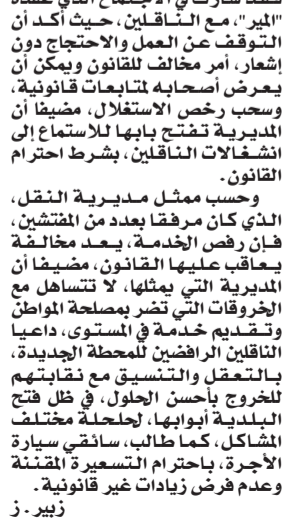 فقد شارك في الاجتماع الذي عقده
"المير"، مع الناقلين، حيث أكد أن
التوقف عن العمل والاحتجاج دون
إشعار، أمر مخالف للقانون ويمكن أن
يعرض أصحابه لمتابعات قانونية،
وسحب رخص الاستغلال، مضيفا أن
المديرية تفتح بابها للاستماع إلى
انشغالات الناقلين، بشرط احترام
القانون.
وحسب ممثل مديرية النقل،
الذي كان مرفقا بعدد من المفتشين،
فإن رفض الخدمة، يعد مخالفة
يعاقب عليها القانون، مضيفا أن
المديرية التي يمثلها، لا تتساهل مع
الخروقات التي تضر بمصلحة المواطن
وتقديم خدمة في المستوى، داعيا
الناقلين الرافضين للمحطة الجديدة،
بالتعقل والتنسيق مع نقابتهم
للخروج بأحسن الحلول، في ظل فتح
البلدية أبوابها، لحلحلة مختلف
المشاكل، كما طالب، سائقي سيارة
الأجرة، باحترام التسعيرة المقننة
وعدم فرض زيادات غير قانونية.
زبير. ز